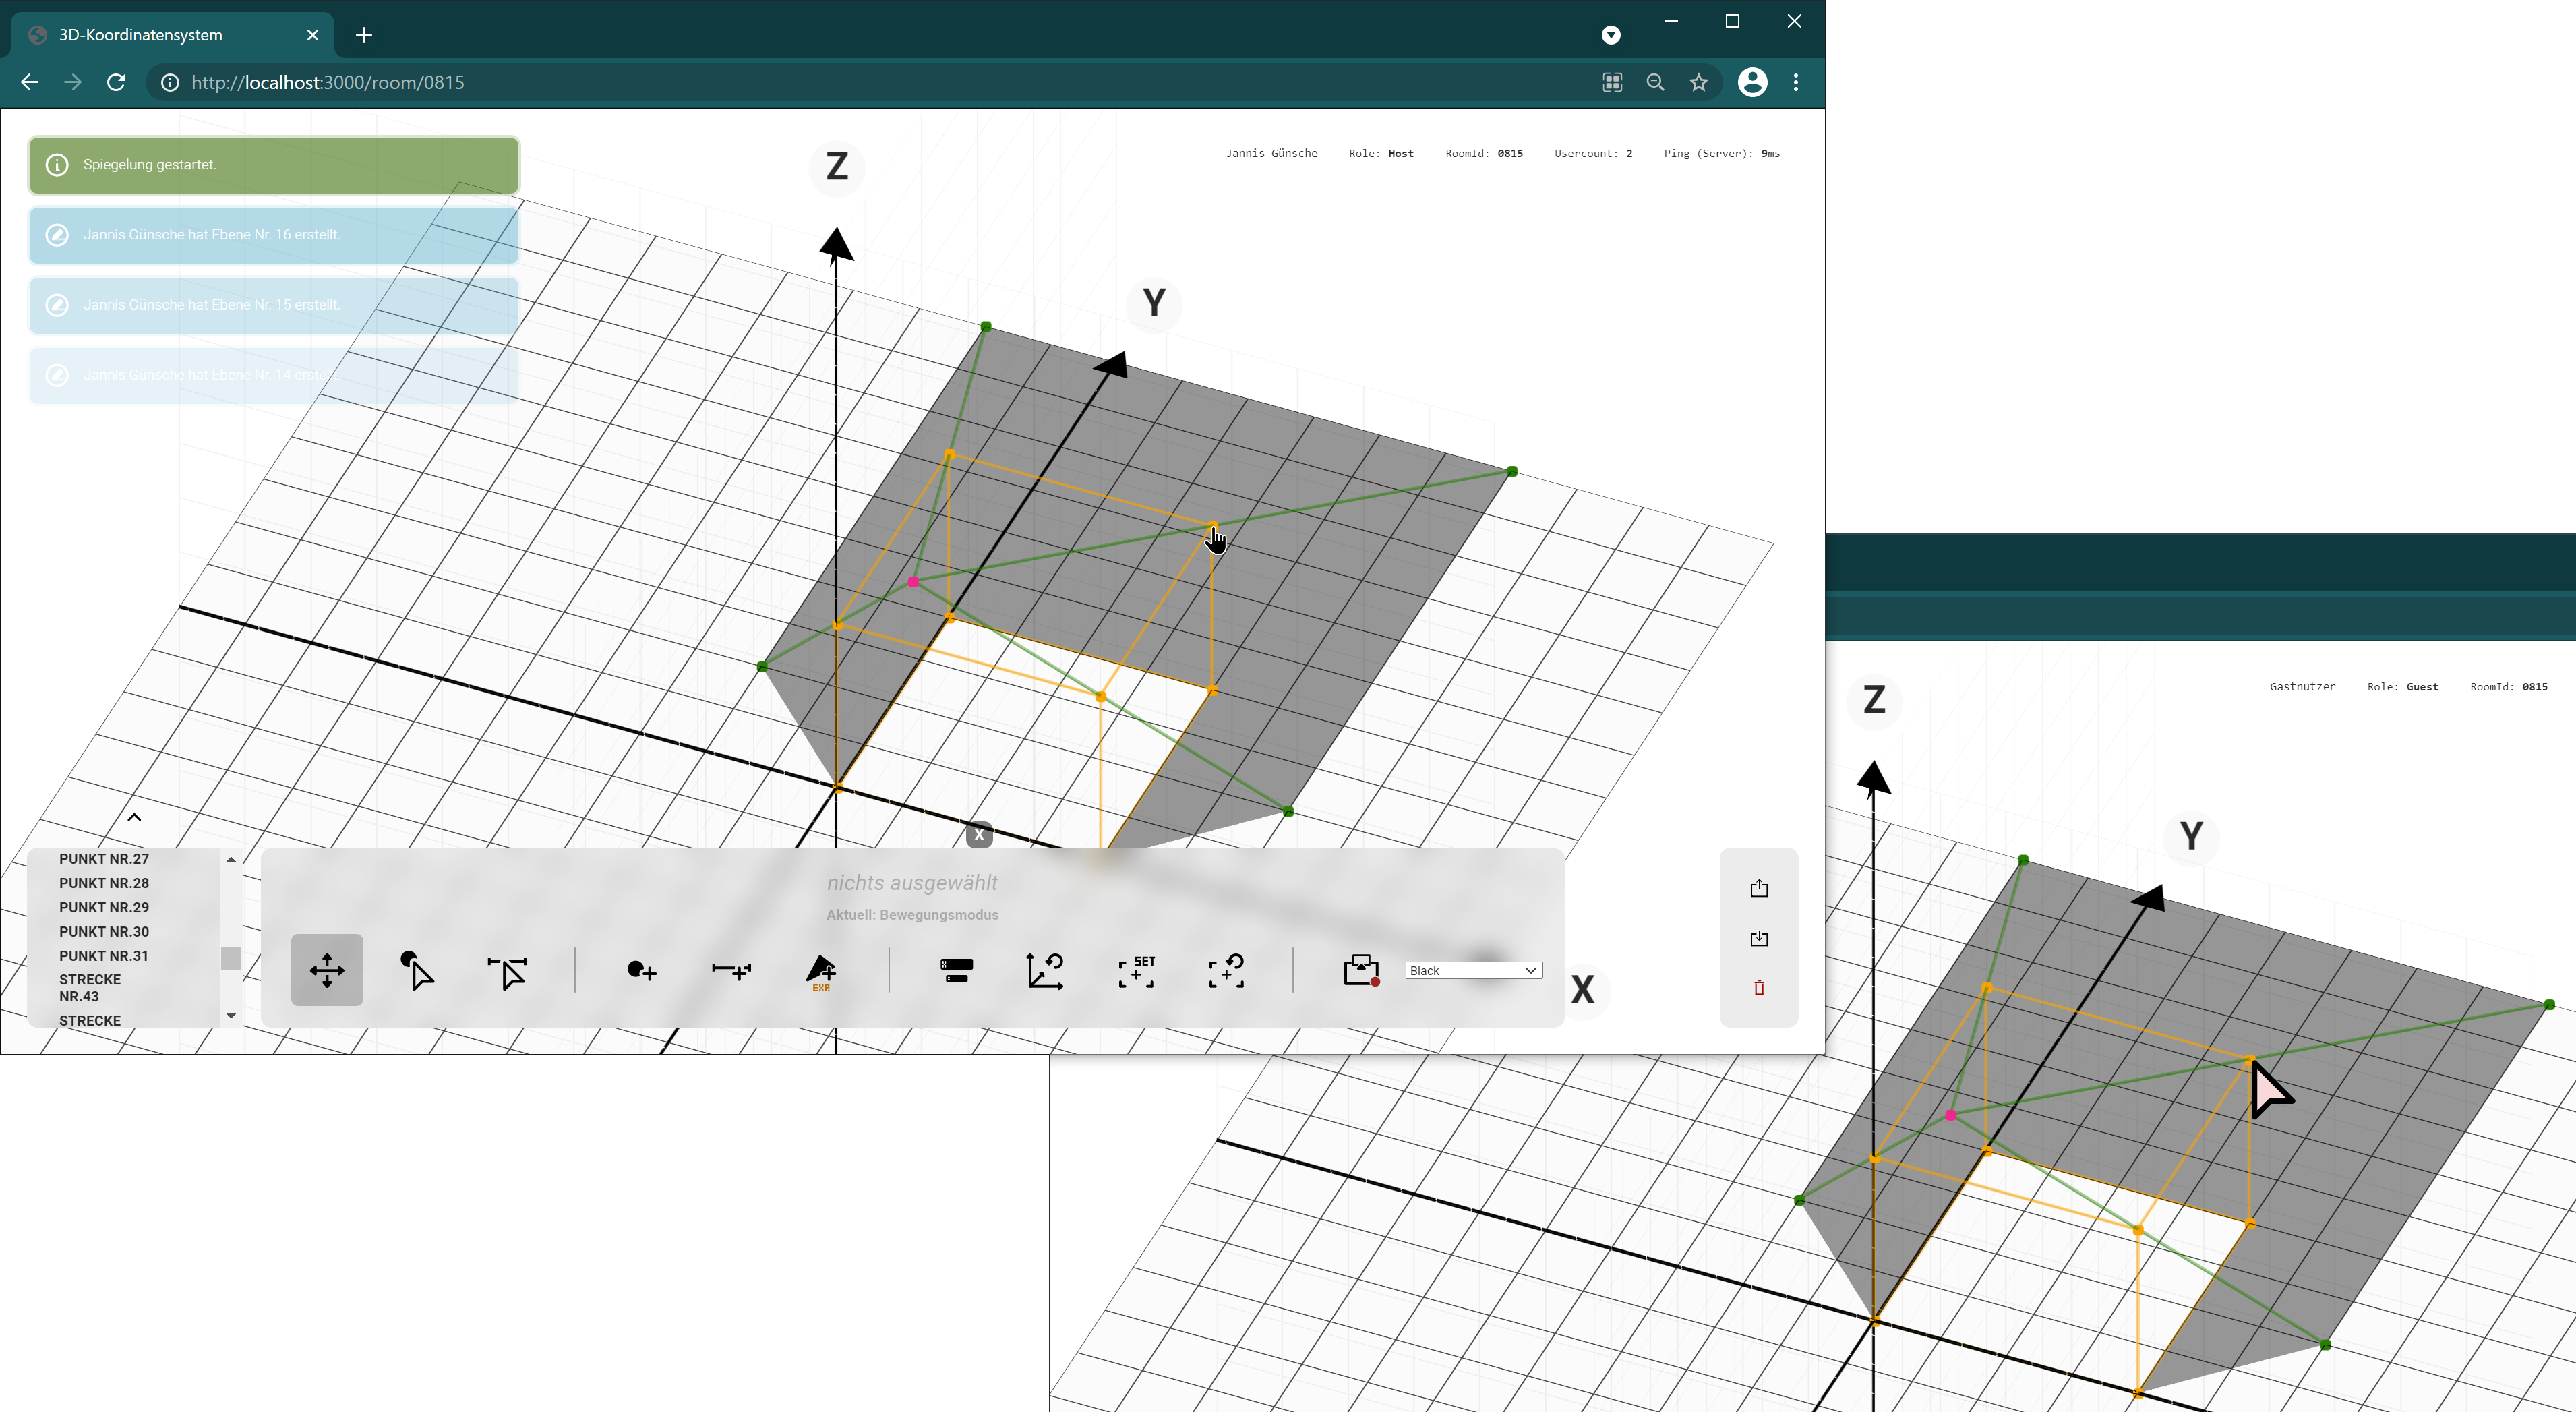 3D-Koordinatensystem
http://localhost:3000/room/0815
Spiegelung gestartet.
Jannis Günsche hat Ebene Nr. 16 erstellt.
Jannis Günsche hat Ebene Nr. 15 erstellt.
Jannis Günsche hat Ebene Nr. 14 erstellt.
Jannis Günsche Role: Host RoomId: 0815 Usercount: 2 Ping (Server): 9ms
Z
Y
X
X
PUNKT NR.27
PUNKT NR.28
PUNKT NR.29
PUNKT NR.30
PUNKT NR.31
STRECKE
NR.43
STRECKE
nichts ausgewählt
Aktuell: Bewegungsmodus
EXP.
SET
Black
Gastnutzer Role: Guest RoomId: 0815
Z
Y